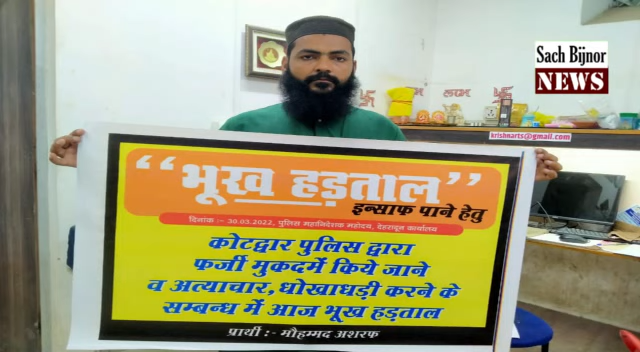 Sach Bijnor
NEWS
krishnarts@gmail.com
"भूख हड़ताल"
इन्साफ पाने हेतु
दिनांक :- 30.03.2022, पुलिस महानिदेशक महोदय, देहरादून कार्यालय
कोटद्वार पुलिस द्वारा
फर्जी मुकदमें किये जाने
व अत्याचार, धोखाधड़ी करने के
सम्बन्ध में आज भूख हड़ताल
प्रार्थी :- मौहम्मद अशरफ